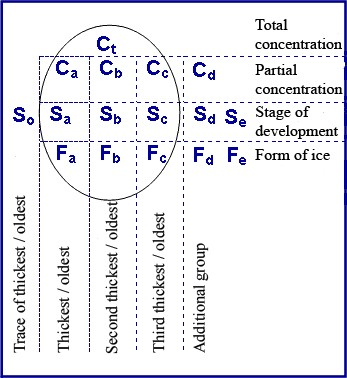 Ct Total
concentration
Ca Cb Cc Cd Partial
concentration
So Sa Sb Sc Sd Se Stage of
development
Fa Fb Fc Fd Fe Form of ice
Trace of thickest / oldest
Thickest / oldest
Second thickest / oldest
Third thickest / oldest
Additional group